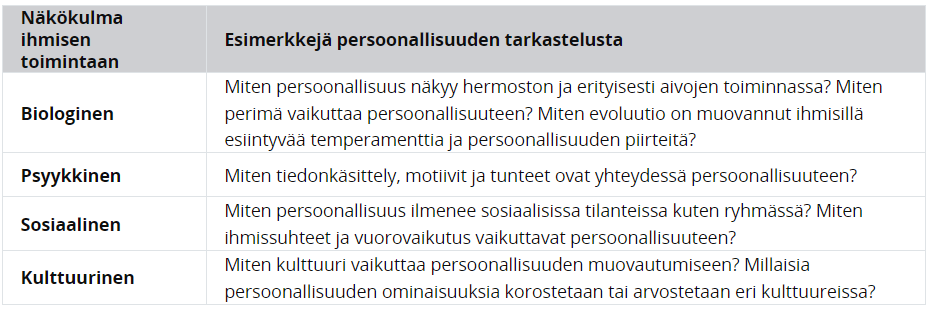 Näkökulma
ihmisen
toimintaan
Esimerkkejä persoonallisuuden tarkastelusta
Biologinen
Miten persoonallisuus näkyy hermoston ja erityisesti aivojen toiminnassa? Miten
perimä vaikuttaa persoonallisuuteen? Miten evoluutio on muovannut ihmisillä
esiintyvää temperamenttia ja persoonallisuuden piirteitä?
Psyykkinen
Miten tiedonkäsittely, motiivit ja tunteet ovat yhteydessä persoonallisuuteen?
Sosiaalinen
Miten persoonallisuus ilmenee sosiaalisissa tilanteissa kuten ryhmässä? Miten
ihmissuhteet ja vuorovaikutus vaikuttavat persoonallisuuteen?
Kulttuurinen
Miten kulttuuri vaikuttaa persoonallisuuden muovautumiseen? Millaisia
persoonallisuuden ominaisuuksia korostetaan tai arvostetaan eri kulttuureissa?